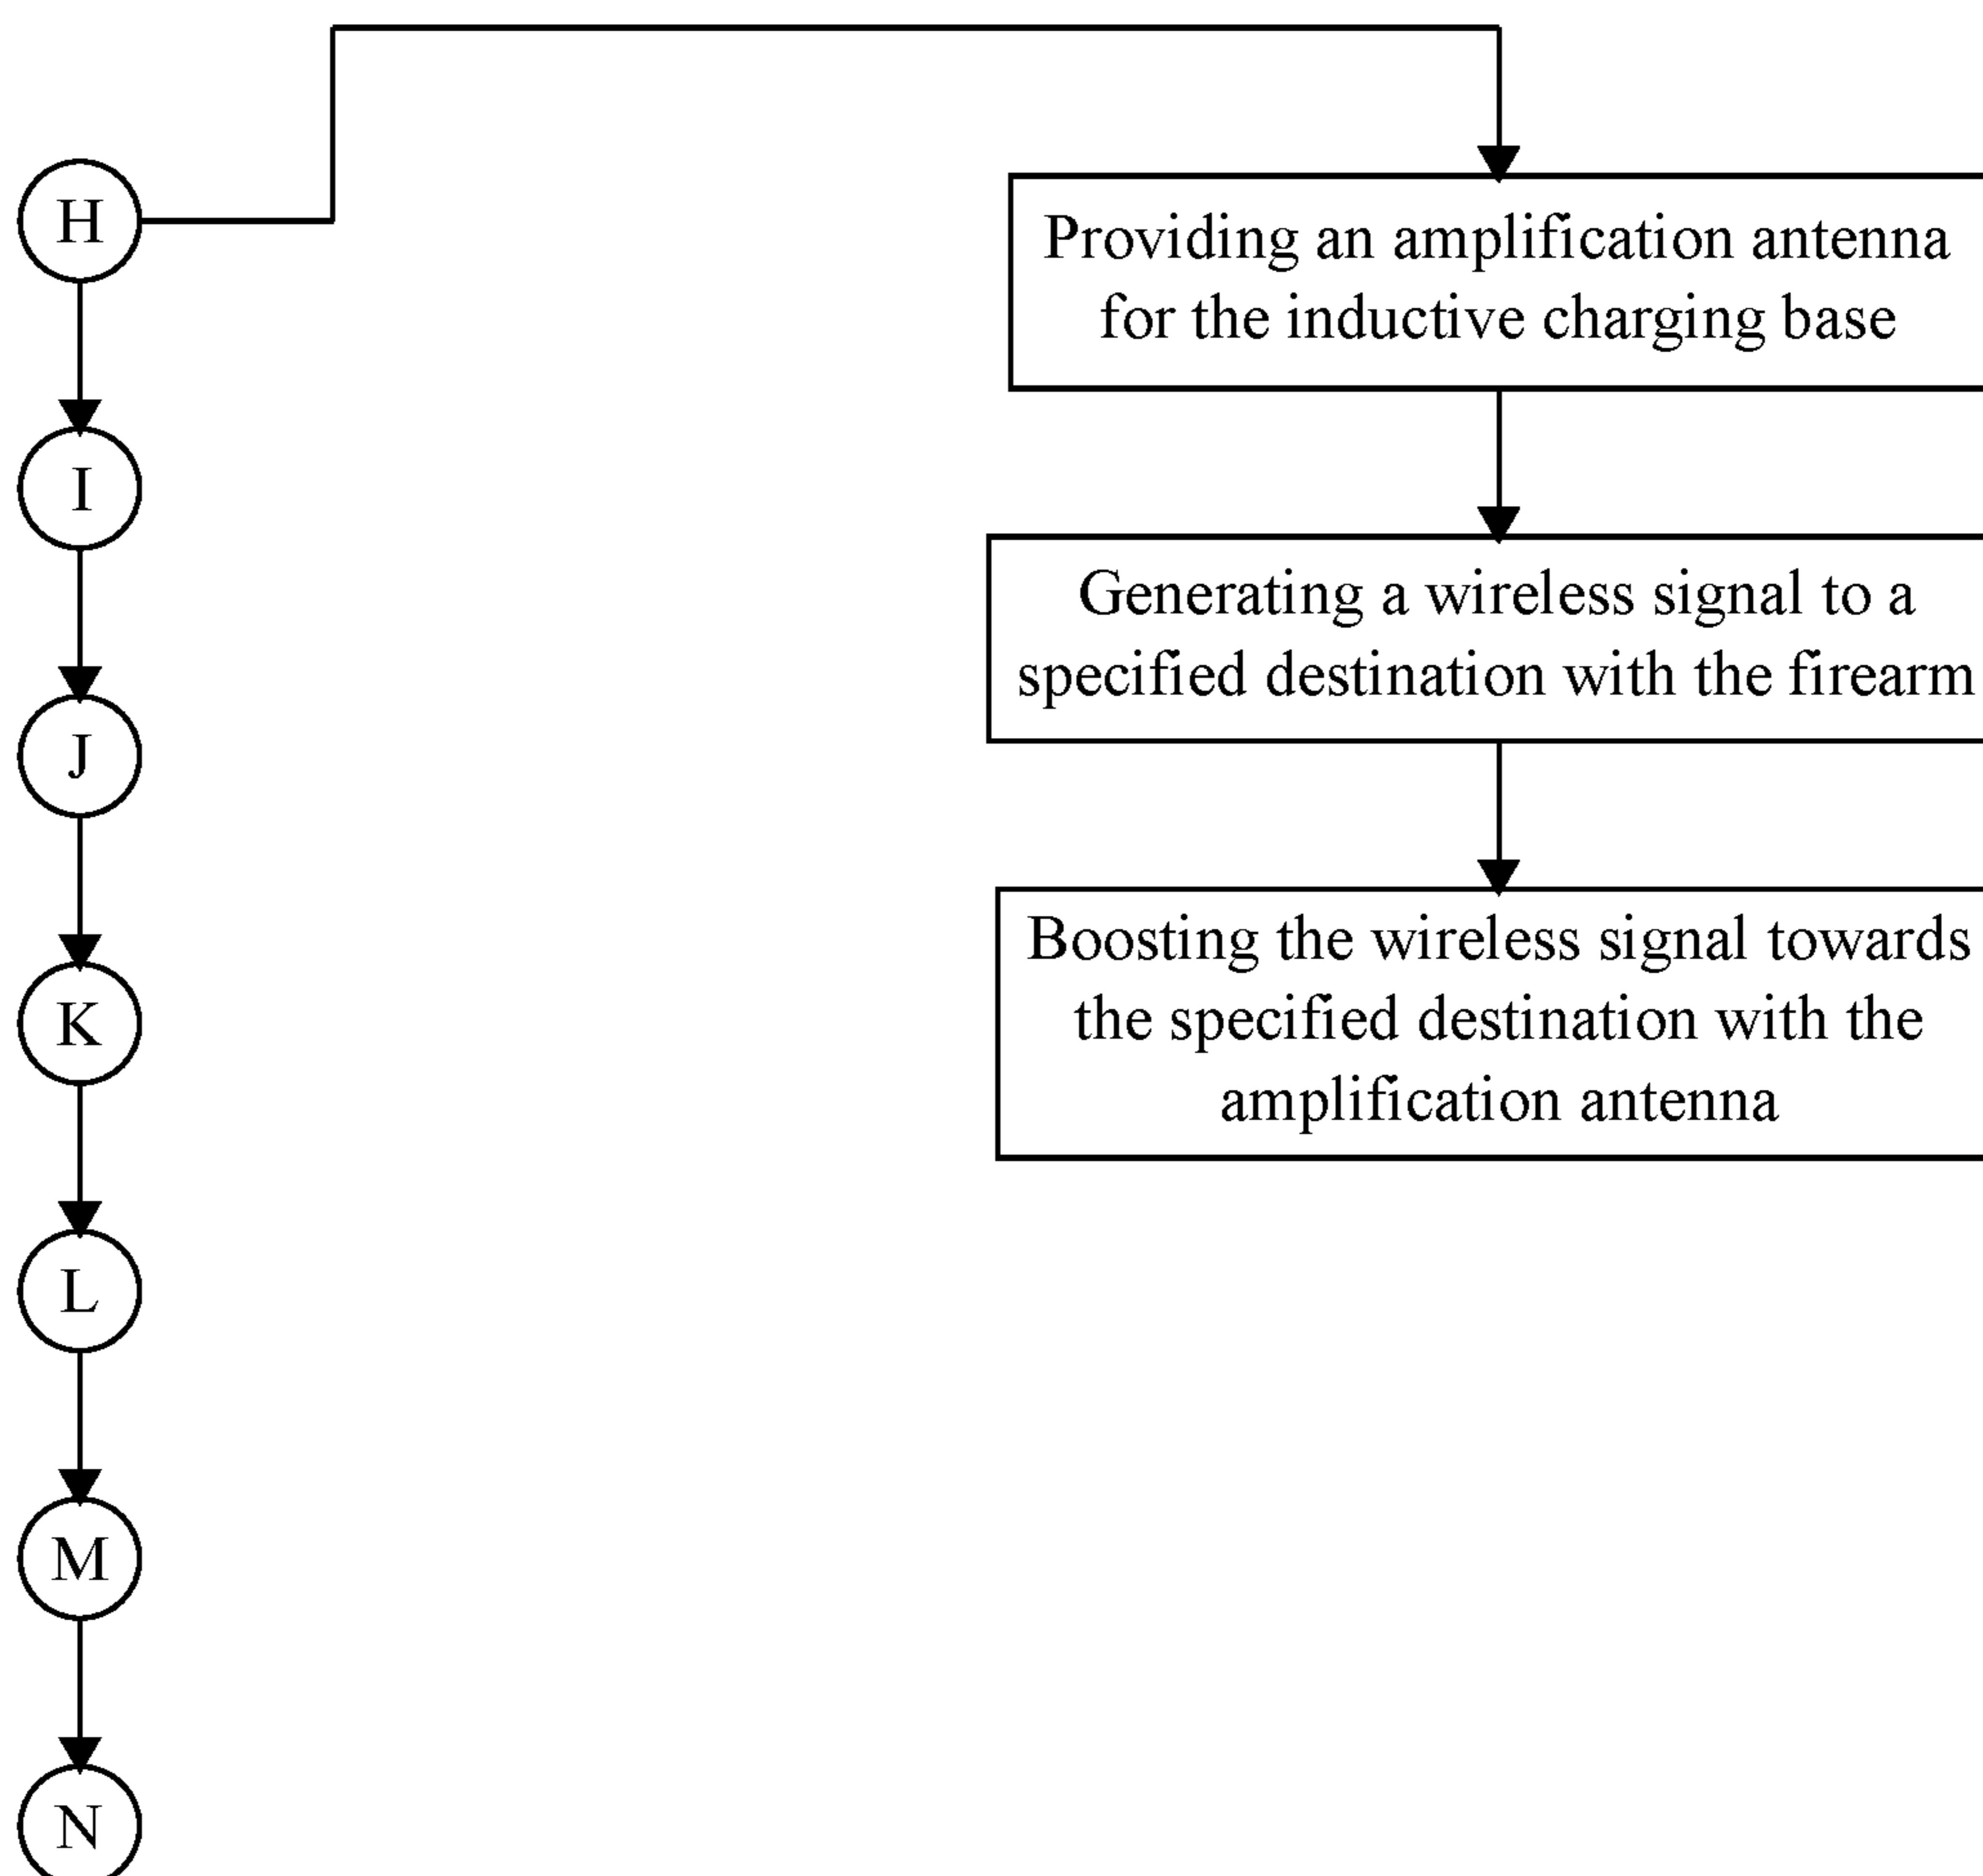 H
Providing an amplification antenna
for the inductive charging base
I
Generating a wireless signal to a
specified destination with the firearm
J
Boosting the wireless signal towards
the specified destination with the
amplification antenna
K
L
M
N